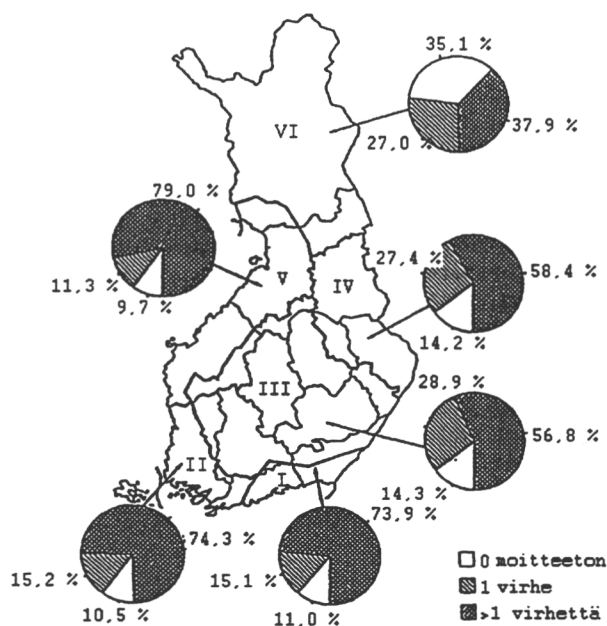 35,1 %
VI
27,0 %
37,9 %
79,0 %
11,3 %
9,7 %
V
IV
27,4 %
58,4 %
14,2 %
III
28,9 %
56,8 %
14,3 %
II
I
73,9 %
74,3 %
15,2 %
10,5 %
15,1 %
11,0 %
0 moitteeton
1 virhe
>1 virhettä